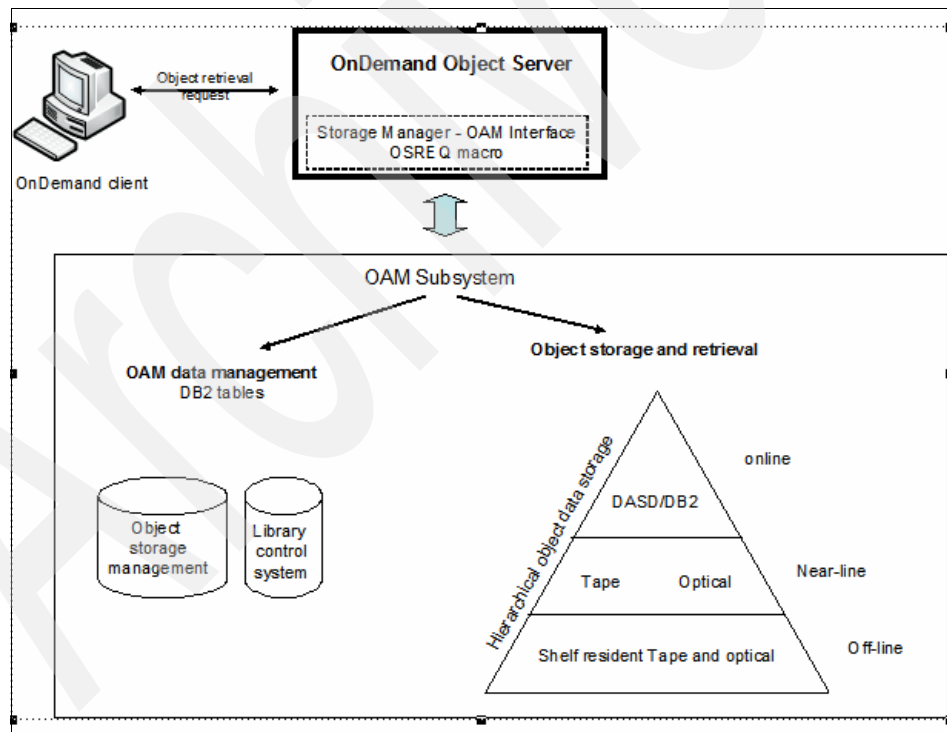 OnDemand Object Server
Object retrieval
request
Storage Manager - OAM Interface
OSREQ macro
OnDemand client
OAM Subsystem
OAM data management
DB2 tables
Object storage and retrieval
Object
storage
management
Library
control
system
Hierarchical object data storage
online
DASD/DB2
Tape
Optical
Near-line
Shelf resident Tape and optical
Off-line
Archive